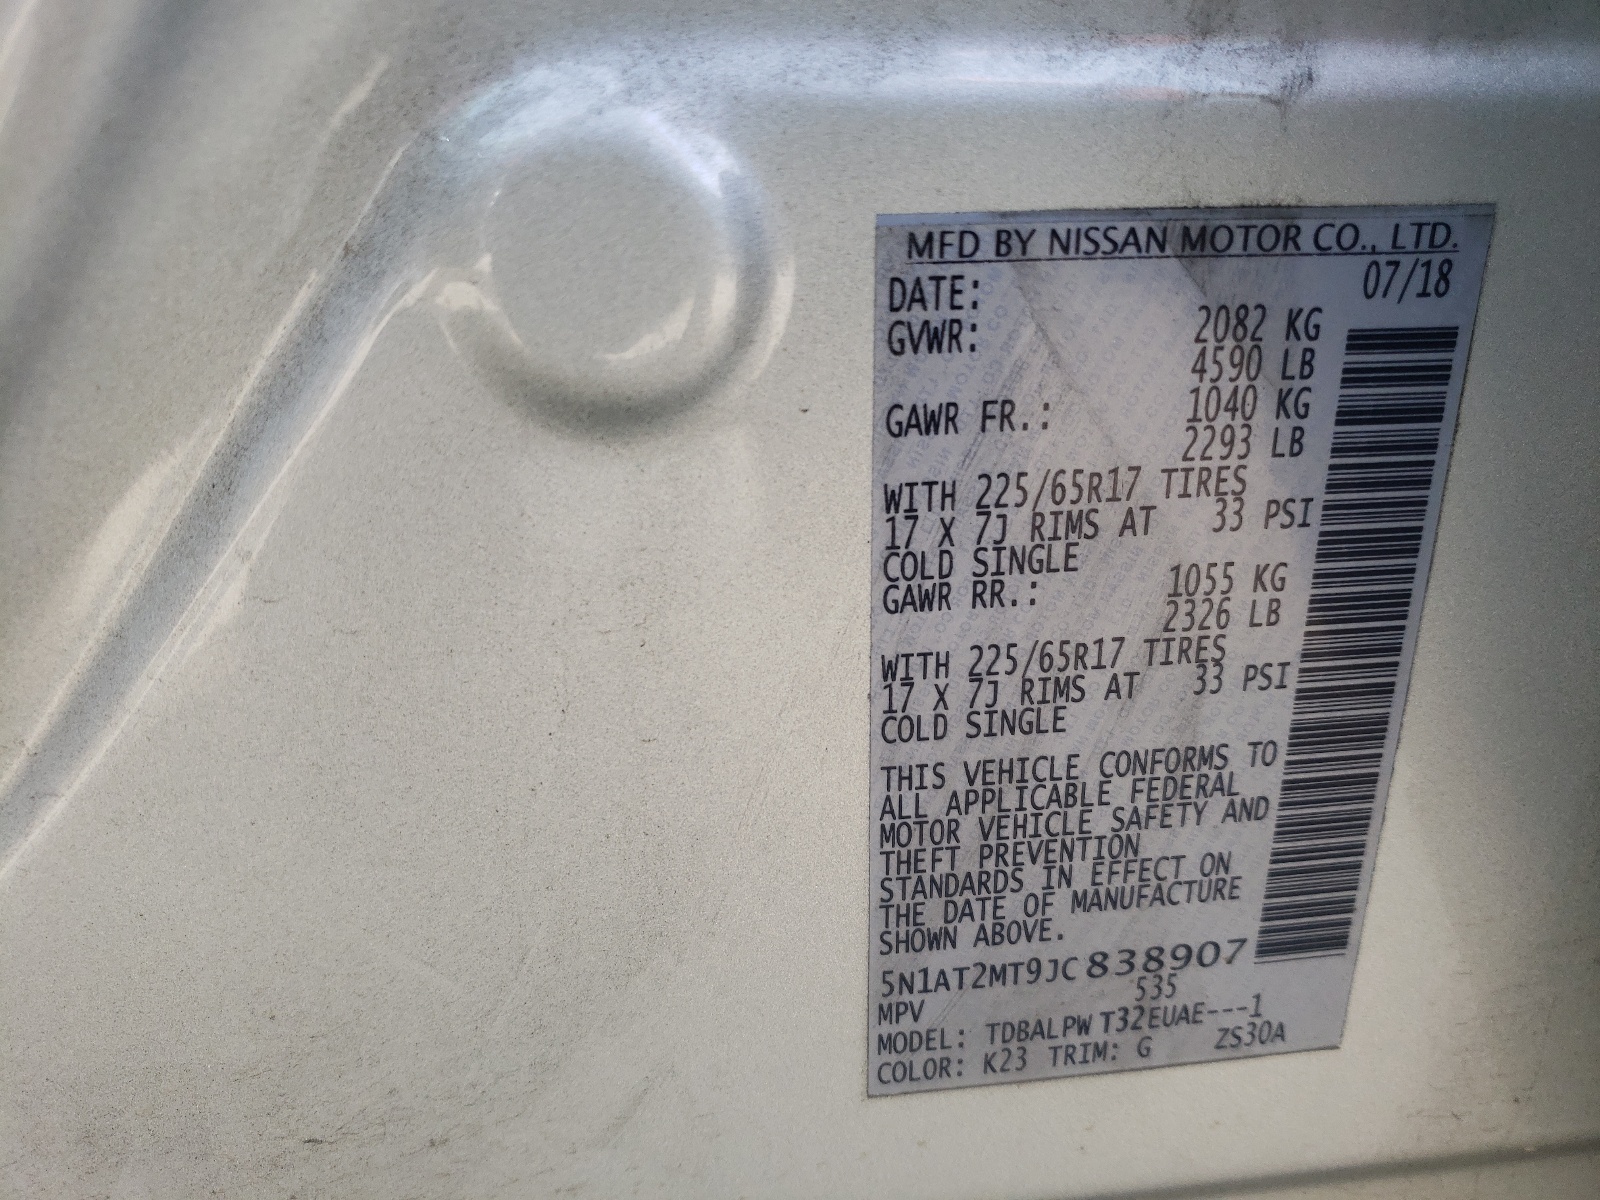 MFD BY NISSAN MOTOR CO., LTD.
DATE: 07/18
GVWR: 2082 KG
4590 LB
GAWR FR.: 1040 KG
2293 LB
WITH 225/65R17 TIRES
17 X 7J RIMS AT 33 PSI
COLD SINGLE
GAWR RR.: 1055 KG
2326 LB
WITH 225/65R17 TIRES
17 X 7J RIMS AT 33 PSI
COLD SINGLE
THIS VEHICLE CONFORMS TO
ALL APPLICABLE FEDERAL
MOTOR VEHICLE SAFETY AND
THEFT PREVENTION
STANDARDS IN EFFECT ON
THE DATE OF MANUFACTURE
SHOWN ABOVE.
5N1AT2MT9JC838907
MPV 535
MODEL: TDBALPW T32EUAE---1
COLOR: K23 TRIM: G ZS30A